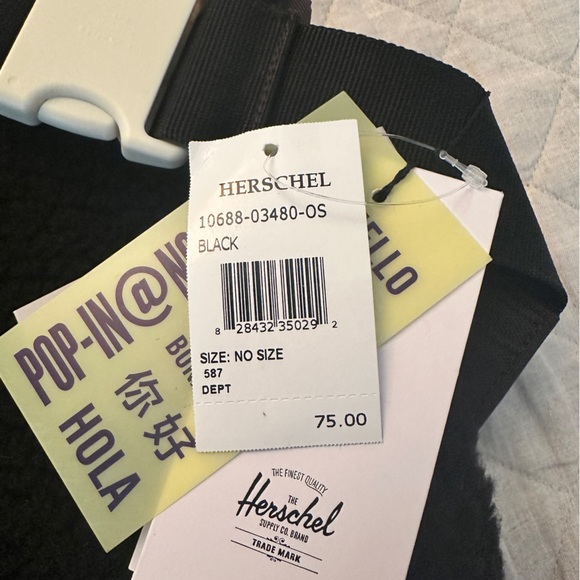 HERSCHEL
10688-03480-OS
BLACK
8 28432 35029 2
SIZE: NO SIZE
587
DEPT
75.00
POP-IN@NO
你好
HOLA
THE FINEST QUALITY
THE
Herschel
SUPPLY CO. BRAND
TRADE MARK